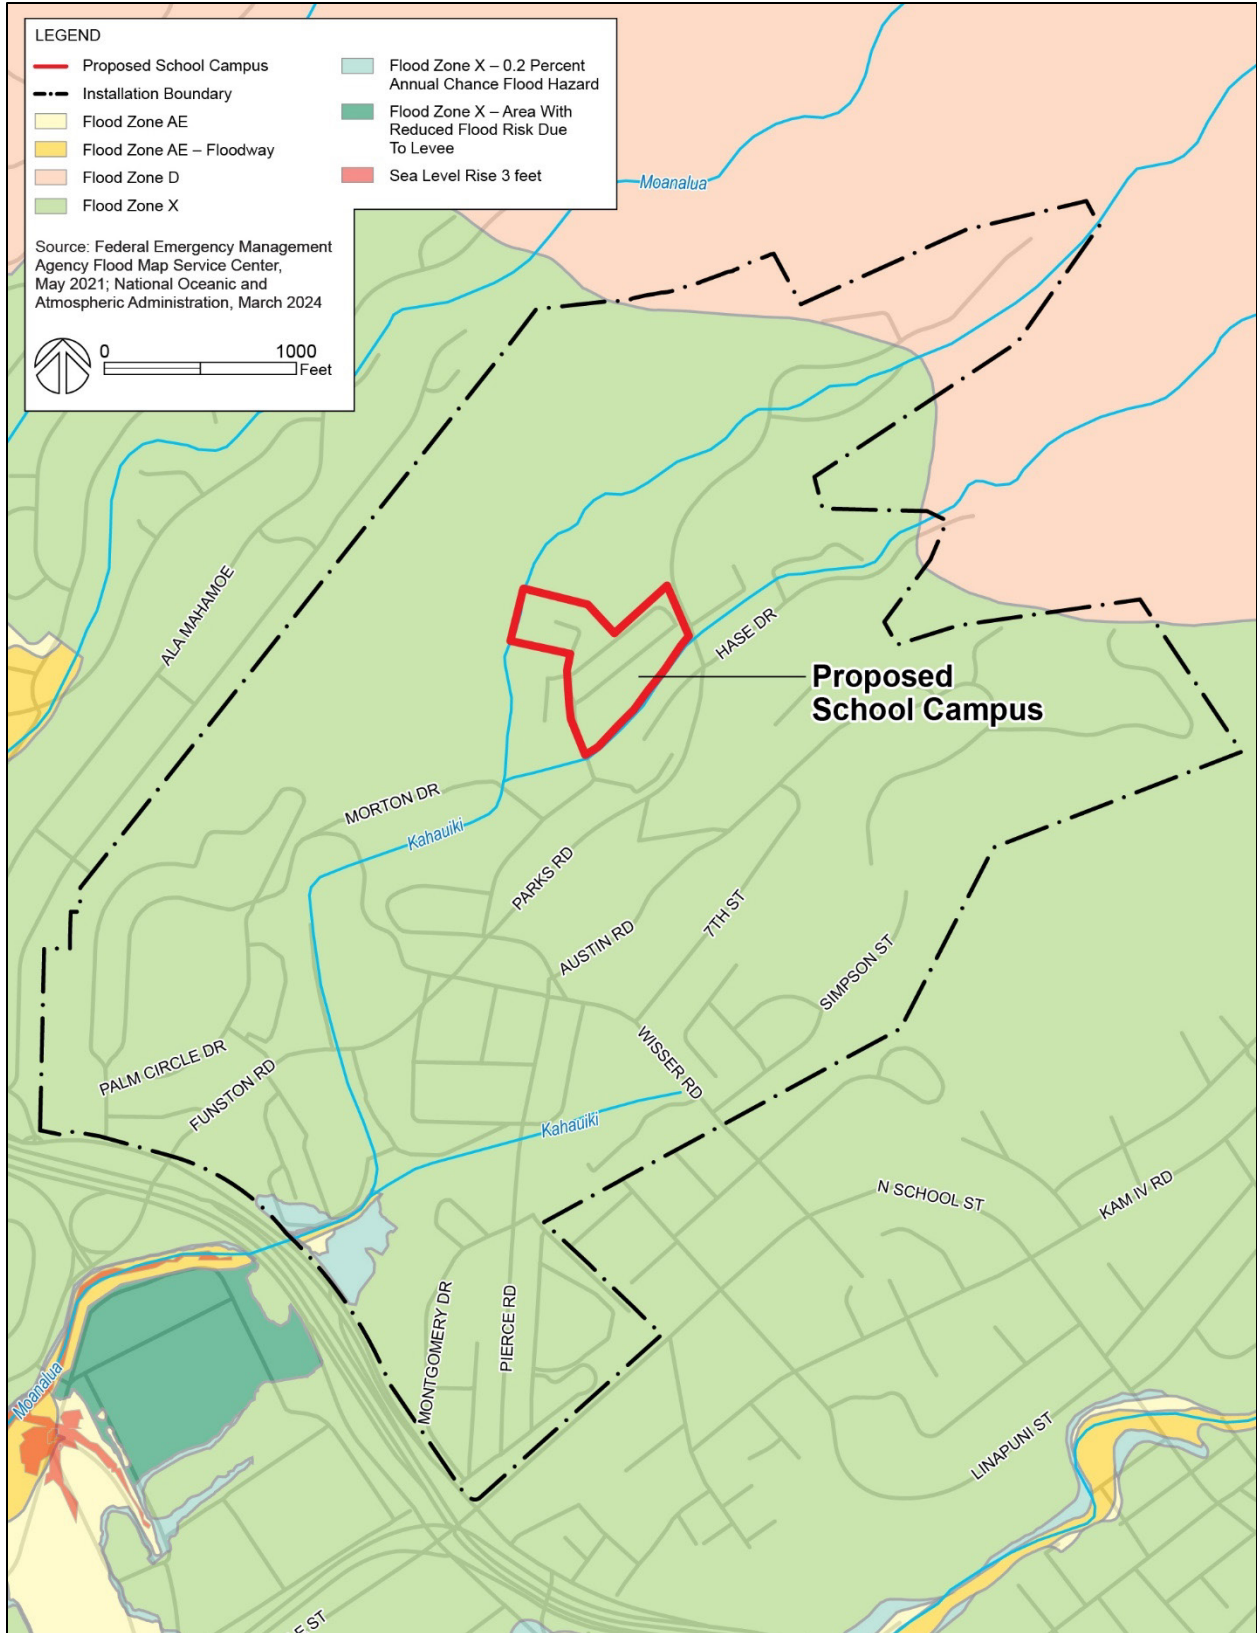 LEGEND
Proposed School Campus
Installation Boundary
Flood Zone AE
Flood Zone AE – Floodway
Flood Zone D
Flood Zone X
Flood Zone X – 0.2 Percent
Annual Chance Flood Hazard
Flood Zone X – Area With
Reduced Flood Risk Due
To Levee
Sea Level Rise 3 feet
Source: Federal Emergency Management
Agency Flood Map Service Center,
May 2021; National Oceanic and
Atmospheric Administration, March 2024
0 1000
Feet
Moanalua
ALA MAHAMOE
HASE DR
Proposed
School Campus
MORTON DR
Kahauiki
PARKS RD
7TH ST
AUSTIN RD
SIMPSON ST
WISSER RD
PALM CIRCLE DR
FUNSTON RD
Kahauiki
N SCHOOL ST
KAM IV RD
MONTGOMERY DR
PIERCE RD
Moanalua
LINAPUNI ST
E ST